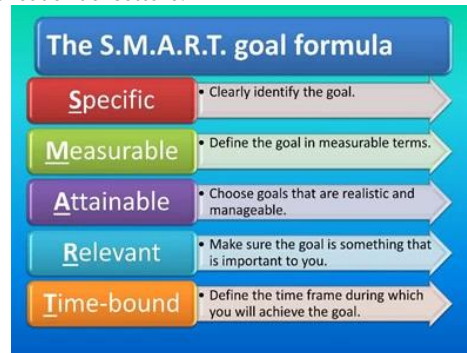 The S.M.A.R.T. goal formula
Specific
• Clearly identify the goal.
Measurable
• Define the goal in measurable terms.
Attainable
• Choose goals that are realistic and
manageable.
Relevant
• Make sure the goal is something that
is important to you.
Time-bound
• Define the time frame during which
you will achieve the goal.